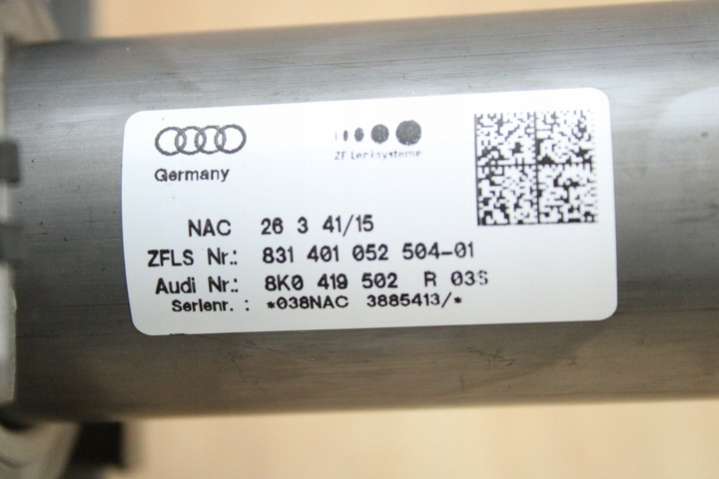 ZF Lenksysteme
Germany
NAC 26 3 41/15
ZFLS Nr.: 831 401 052 504-01
Audi Nr.: 8K0 419 502 R 03S
Serienr. : *038NAC 3885413/*